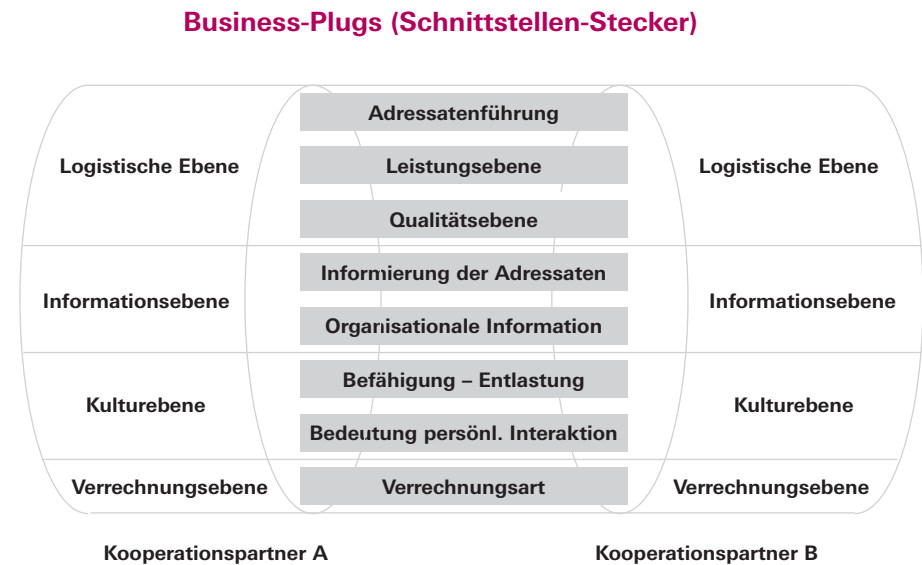 Business-Plugs (Schnittstellen-Stecker)
Adressatenführung
Logistische Ebene
Leistungsebene
Logistische Ebene
Qualitätsebene
Informierung der Adressaten
Informationsebene
Informationsebene
Organisationale Information
Befähigung – Entlastung
Kulturebene
Kulturebene
Bedeutung persönl. Interaktion
Verrechnungsebene
Verrechnungsart
Verrechnungsebene
Kooperationspartner A
Kooperationspartner B